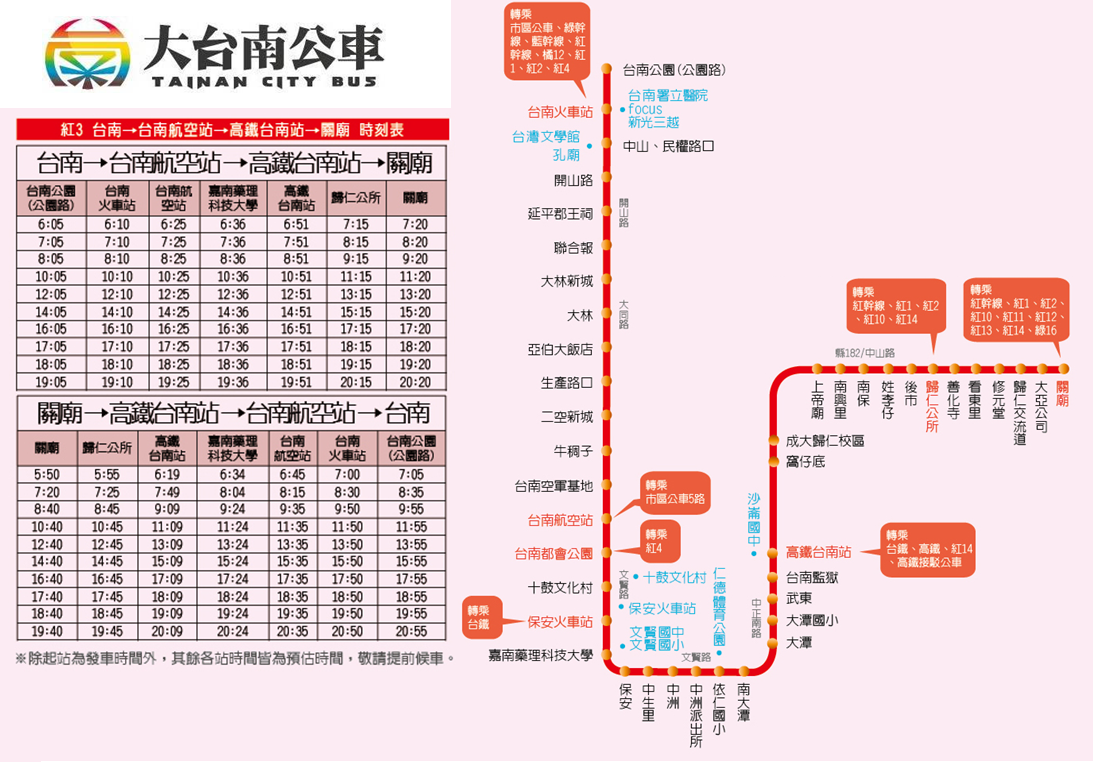 大台南公車
TAINAN CITY BUS
紅3 台南→台南航空站→高鐵台南站→關廟 時刻表
台南→台南航空站→高鐵台南站→關廟
台南公園(公園路) 台南火車站 台南航空站 嘉南藥理科技大學 高鐵台南站 歸仁公所 關廟
6:05 6:10 6:25 6:36 6:51 7:15 7:20
7:05 7:10 7:25 7:36 7:51 8:15 8:20
8:05 8:10 8:25 8:36 8:51 9:15 9:20
10:05 10:10 10:25 10:36 10:51 11:15 11:20
12:05 12:10 12:25 12:36 12:51 13:15 13:20
14:05 14:10 14:25 14:36 14:51 15:15 15:20
16:05 16:10 16:25 16:36 16:51 17:15 17:20
17:05 17:10 17:25 17:36 17:51 18:15 18:20
18:05 18:10 18:25 18:36 18:51 19:15 19:20
19:05 19:10 19:25 19:36 19:51 20:15 20:20
關廟→高鐵台南站→台南航空站→台南
關廟 歸仁公所 高鐵台南站 嘉南藥理科技大學 台南航空站 台南火車站 台南公園(公園路)
5:50 5:55 6:19 6:34 6:45 7:00 7:05
7:20 7:25 7:49 8:04 8:15 8:30 8:35
8:40 8:45 9:09 9:24 9:35 9:50 9:55
10:40 10:45 11:09 11:24 11:35 11:50 11:55
12:40 12:45 13:09 13:24 13:35 13:50 13:55
14:40 14:45 15:09 15:24 15:35 15:50 15:55
16:40 16:45 17:09 17:24 17:35 17:50 17:55
17:40 17:45 18:09 18:24 18:35 18:50 18:55
18:40 18:45 19:09 19:24 19:35 19:50 19:55
19:40 19:45 20:09 20:24 20:35 20:50 20:55
※除起站為發車時間外，其餘各站時間皆為預估時間，敬請提前候車。
轉乘
市區公車、綠幹
線、藍幹線、紅
幹線、橘12、紅
1、紅2、紅4
台南公園(公園路)
台南火車站
台南署立醫院
focus
新光三越
台灣文學館
孔廟
中山、民權路口
開山路
開山路
延平郡王祠
聯合報
大林新城
大林
大同路
亞伯大飯店
生產路口
二空新城
牛稠子
台南空軍基地
台南航空站
轉乘
市區公車5路
台南都會公園
轉乘
紅4
十鼓文化村
文賢路
十鼓文化村
保安火車站
轉乘
台鐵
保安火車站
文賢國中
文賢國小
嘉南藥理科技大學
仁德體育公園
文賢路
保安
中生里
中洲
中洲派出所
依仁國小
南大潭
大潭
大潭國小
武東
台南監獄
中正南路
高鐵台南站
沙崙國中
轉乘
台鐵、高鐵、紅14
、高鐵接駁公車
窩仔底
成大歸仁校區
縣182/中山路
上帝廟
南興里
南保
姓李仔
後市
歸仁公所
轉乘
紅幹線、紅1、紅2
、紅10、紅14
善化寺
看東里
修元堂
歸仁交流道
大亞公司
關廟
轉乘
紅幹線、紅1、紅2、
紅10、紅11、紅12、
紅13、紅14、綠16